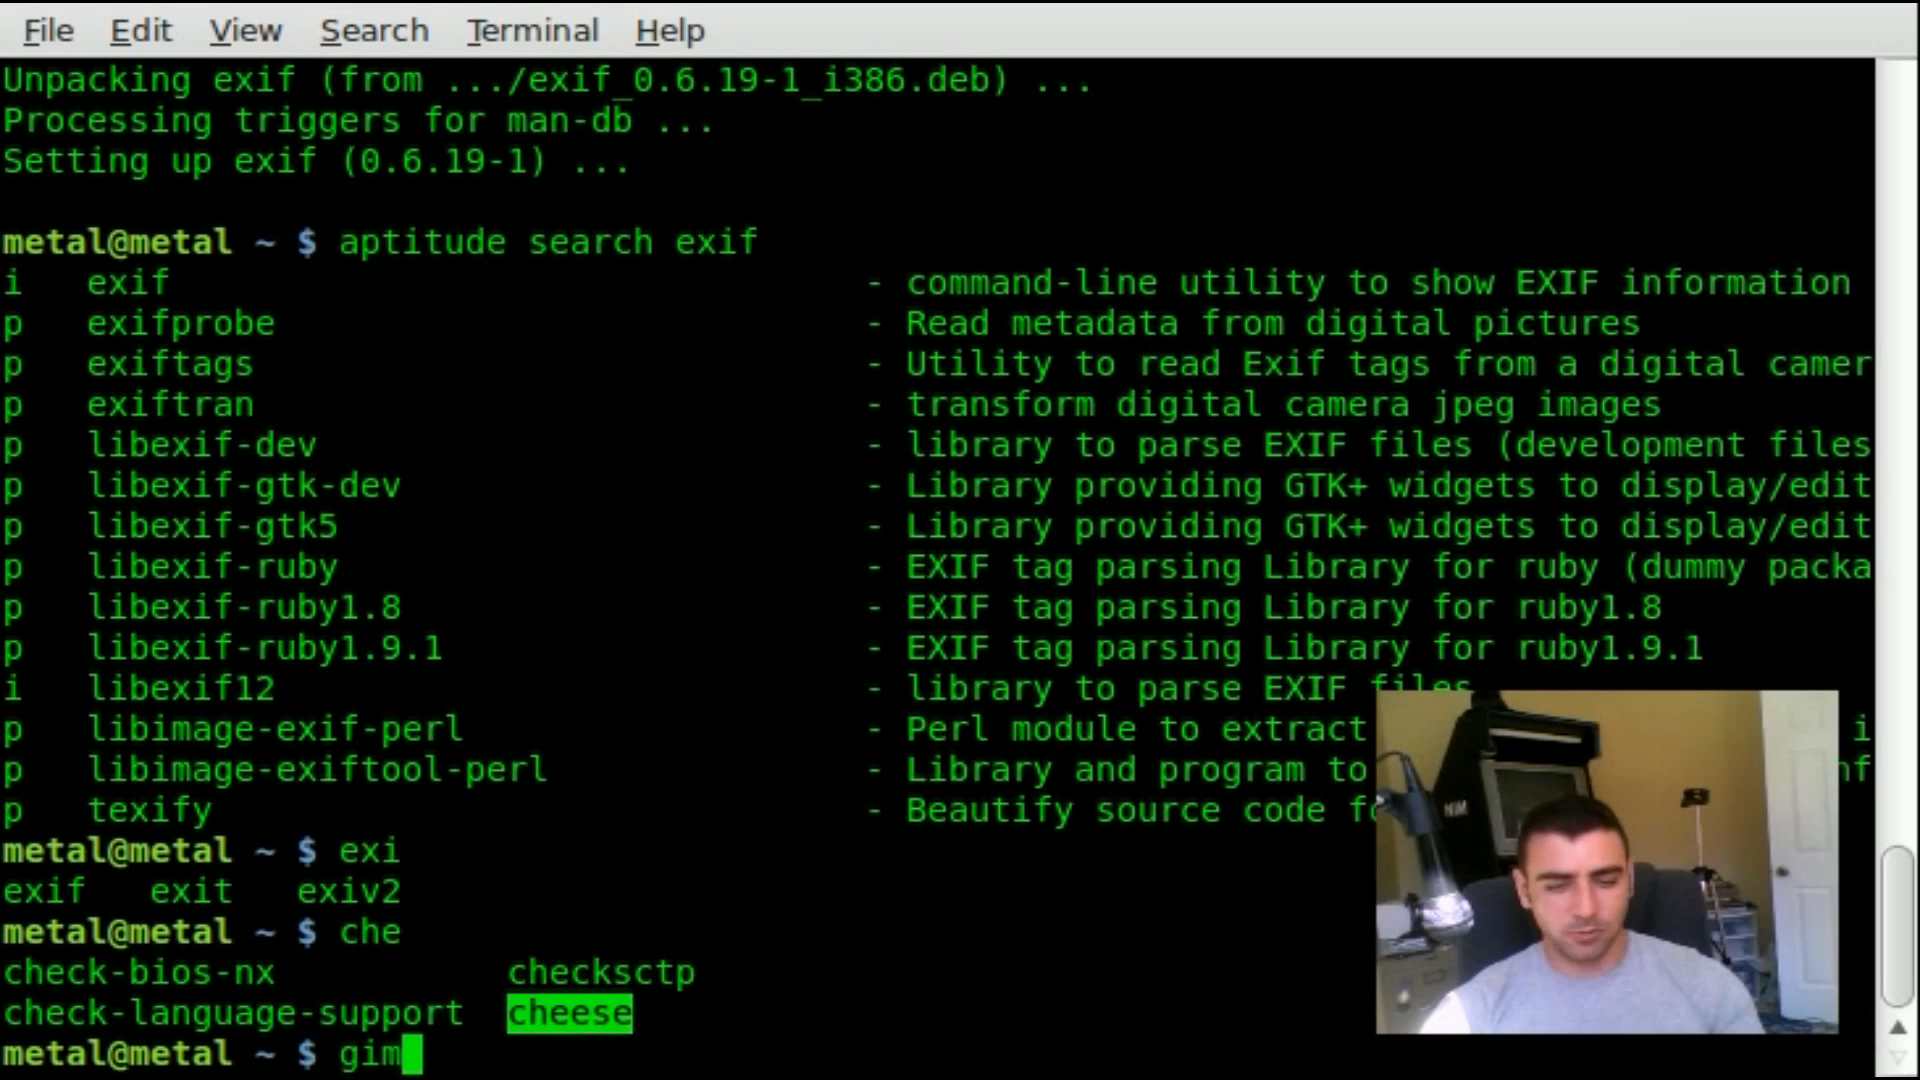 File Edit View Search Terminal Help
Unpacking exif (from .../exif_0.6.19-1_i386.deb) ...
Processing triggers for man-db ...
Setting up exif (0.6.19-1) ...
metal@metal ~ $ aptitude search exif
i exif - command-line utility to show EXIF information
p exifprobe - Read metadata from digital pictures
p exiftags - Utility to read Exif tags from a digital camer
p exiftran - transform digital camera jpeg images
p libexif-dev - library to parse EXIF files (development files
p libexif-gtk-dev - Library providing GTK+ widgets to display/edit
p libexif-gtk5 - Library providing GTK+ widgets to display/edit
p libexif-ruby - EXIF tag parsing Library for ruby (dummy packa
p libexif-ruby1.8 - EXIF tag parsing Library for ruby1.8
p libexif-ruby1.9.1 - EXIF tag parsing Library for ruby1.9.1
i libexif12 - library to parse EXIF files
p libimage-exif-perl - Perl module to extract i
p libimage-exiftool-perl - Library and program to nf
p texify - Beautify source code
metal@metal ~ $ exi
exif exit exiv2
metal@metal ~ $ che
check-bios-nx checksctp
check-language-support cheese
metal@metal ~ $ gim